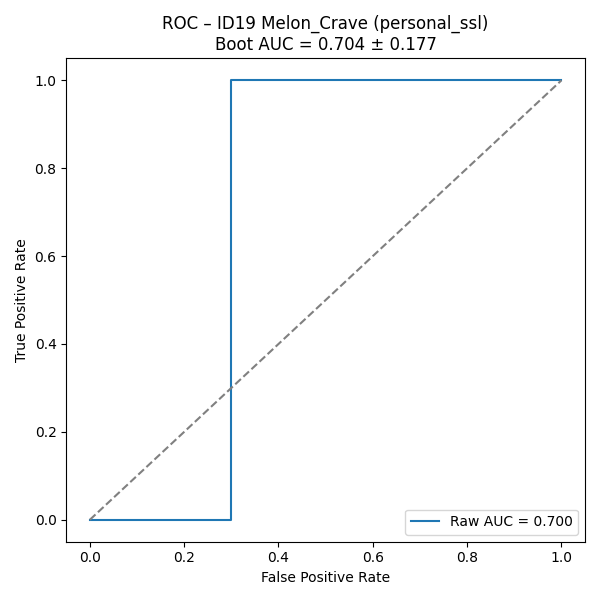 ROC – ID19 Melon_Crave (personal_ssl)
Boot AUC = 0.704 ± 0.177
True Positive Rate
1.0
0.8
0.6
0.4
0.2
0.0
Raw AUC = 0.700
0.0 0.2 0.4 0.6 0.8 1.0
False Positive Rate